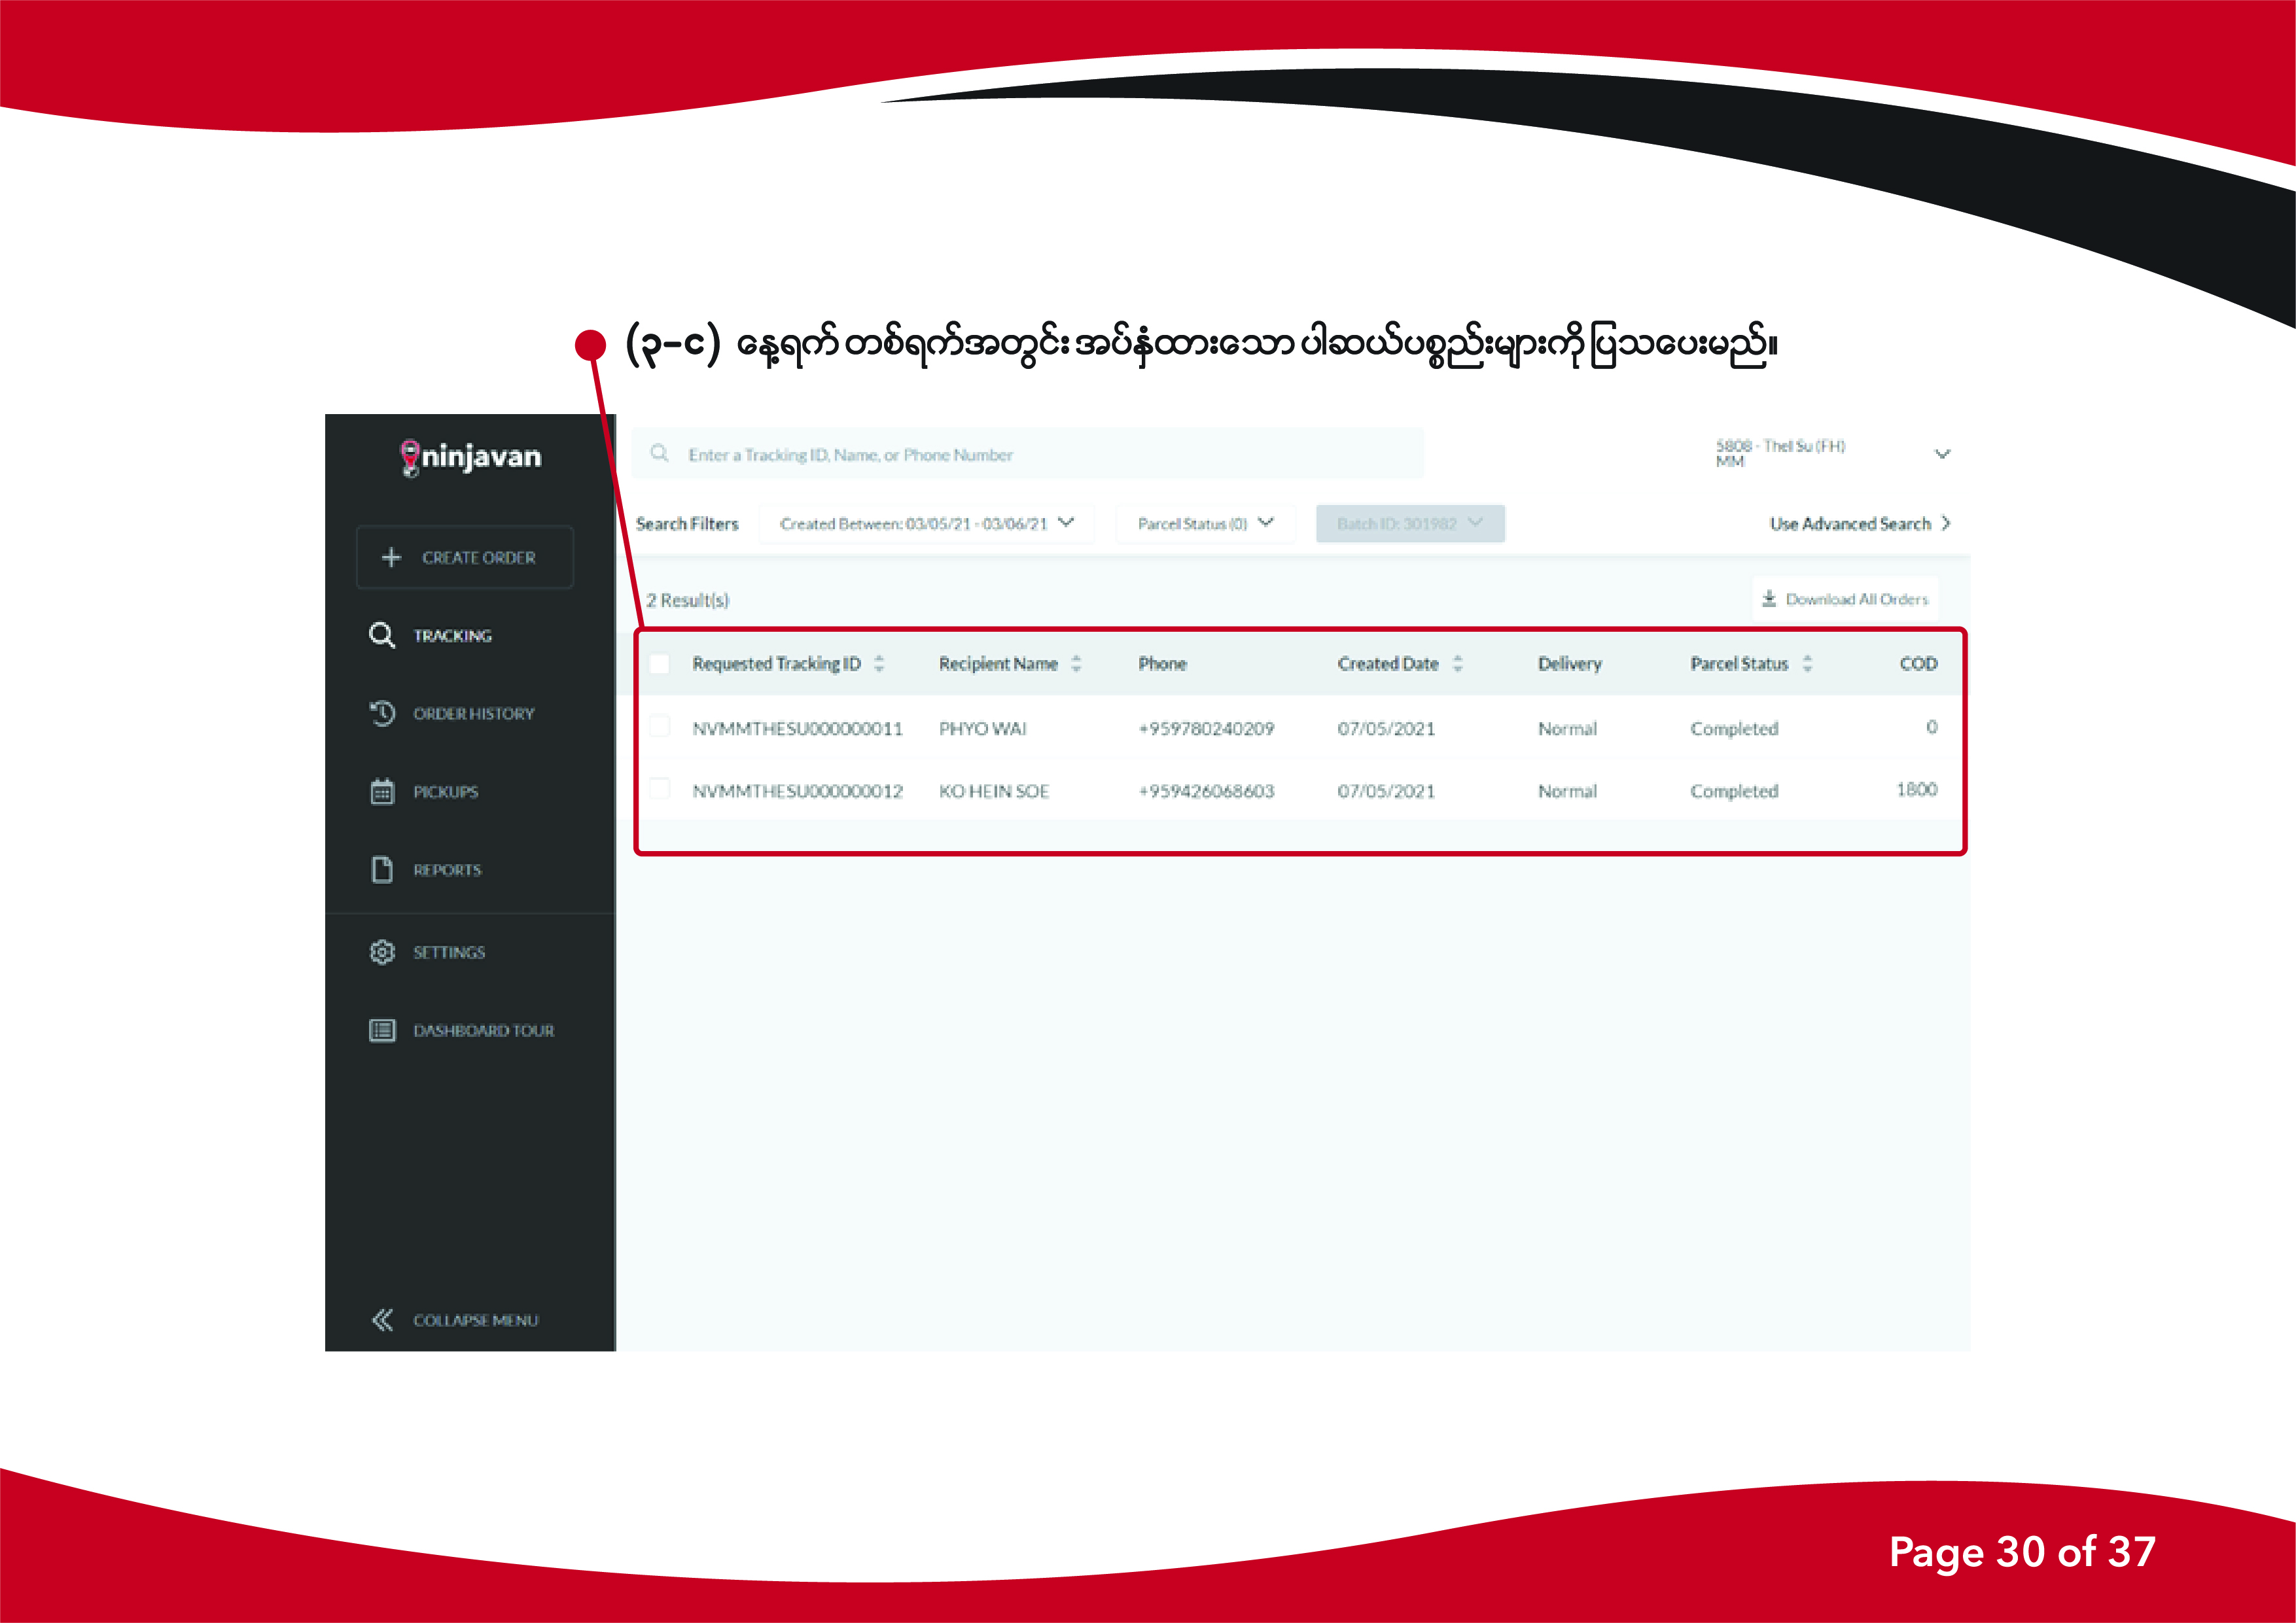 (၃-င) နေ့ရက် တစ်ရက်အတွင်း အပ်နှံထားသော ပါဆယ်ပစ္စည်းများကို ပြသပေးမည်။
ninjavan
Enter a Tracking ID, Name, or Phone Number
5808 - Thel Su (FH)
MM
Search Filters
Created Between: 03/05/21 - 03/06/21
Parcel Status (0)
Batch ID: 301982
Use Advanced Search
CREATE ORDER
2 Result(s)
Download All Orders
TRACKING
ORDER HISTORY
PICKUPS
REPORTS
SETTINGS
DASHBOARD TOUR
COLLAPSE MENU
Requested Tracking ID Recipient Name Phone Created Date Delivery Parcel Status COD
NVMMTHESU000000011 PHYO WAI +959780240209 07/05/2021 Normal Completed 0
NVMMTHESU000000012 KO HEIN SOE +959426068603 07/05/2021 Normal Completed 1800
Page 30 of 37